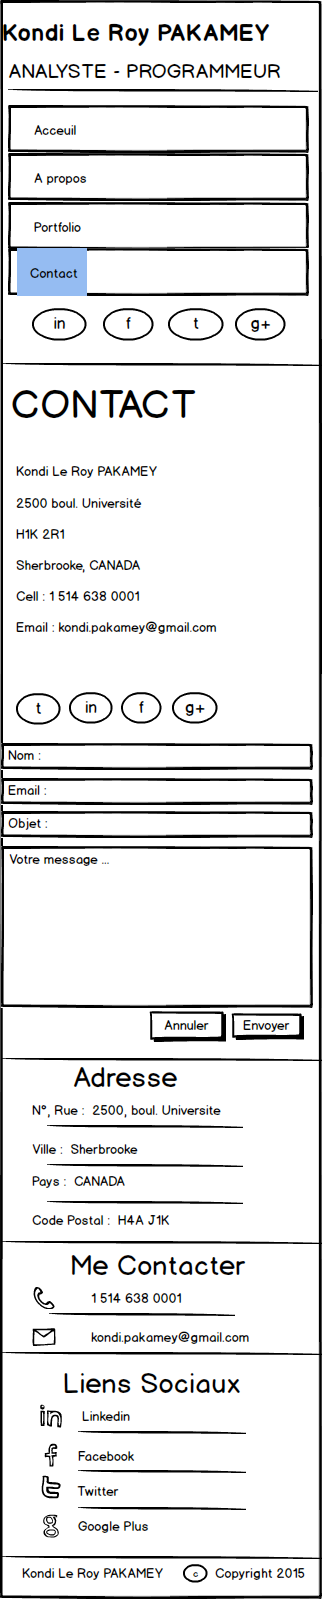 Kondi Le Roy PAKAMEY
ANALYSTE - PROGRAMMEUR
Acceuil
A propos
Portfolio
Contact
in f t g+
CONTACT
Kondi Le Roy PAKAMEY
2500 boul. Université
H1K 2R1
Sherbrooke, CANADA
Cell : 1 514 638 0001
Email : kondi.pakamey@gmail.com
t in f g+
Nom :
Email :
Objet :
Votre message ...
Annuler Envoyer
Adresse
N°, Rue : 2500, boul. Universite
Ville : Sherbrooke
Pays : CANADA
Code Postal : H4A J1K
Me Contacter
1 514 638 0001
kondi.pakamey@gmail.com
Liens Sociaux
in Linkedin
f Facebook
t Twitter
g Google Plus
Kondi Le Roy PAKAMEY c Copyright 2015